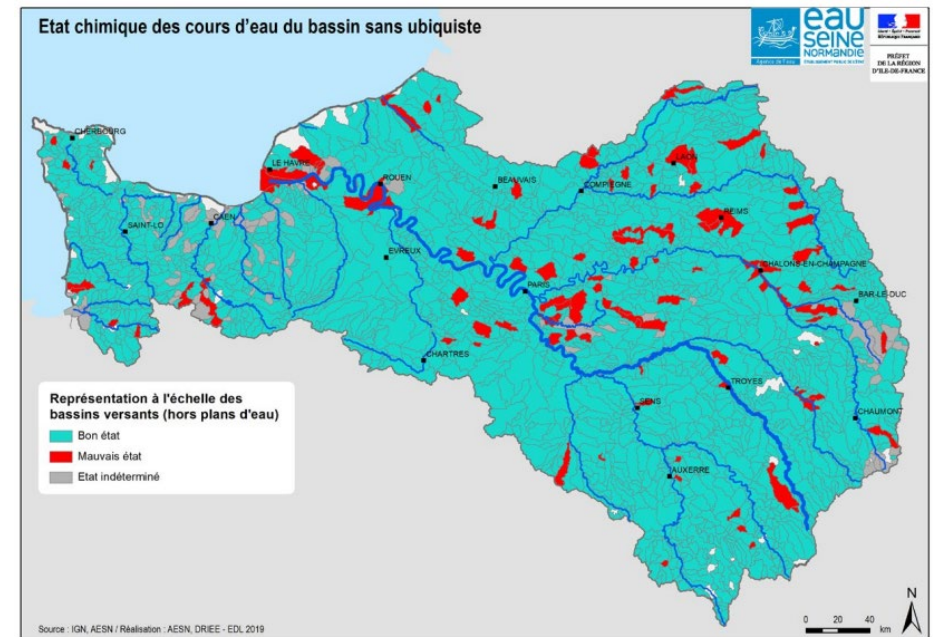 Etat chimique des cours d'eau du bassin sans ubiquiste
eau
SEINE
NORMANDIE
Agence de l'eau
PRÉFET
DE LA RÉGION
D'ILE-DE-FRANCE
CHERBOURG
LE HAVRE
ROUEN
BEAUVAIS
COMPIEGNE
LAON
SAINT-LO
CAEN
REIMS
EVREUX
CHALONS-EN-CHAMPAGNE
PARIS
BAR-LE-DUC
CHARTRES
TROYES
SENS
CHAUMONT
AUXERRE
Représentation à l'échelle des
bassins versants (hors plans d'eau)
Bon état
Mauvais état
Etat indéterminé
N
0 20 40
km
Source : IGN, AESN / Réalisation : AESN, DRIEE - EDL 2019